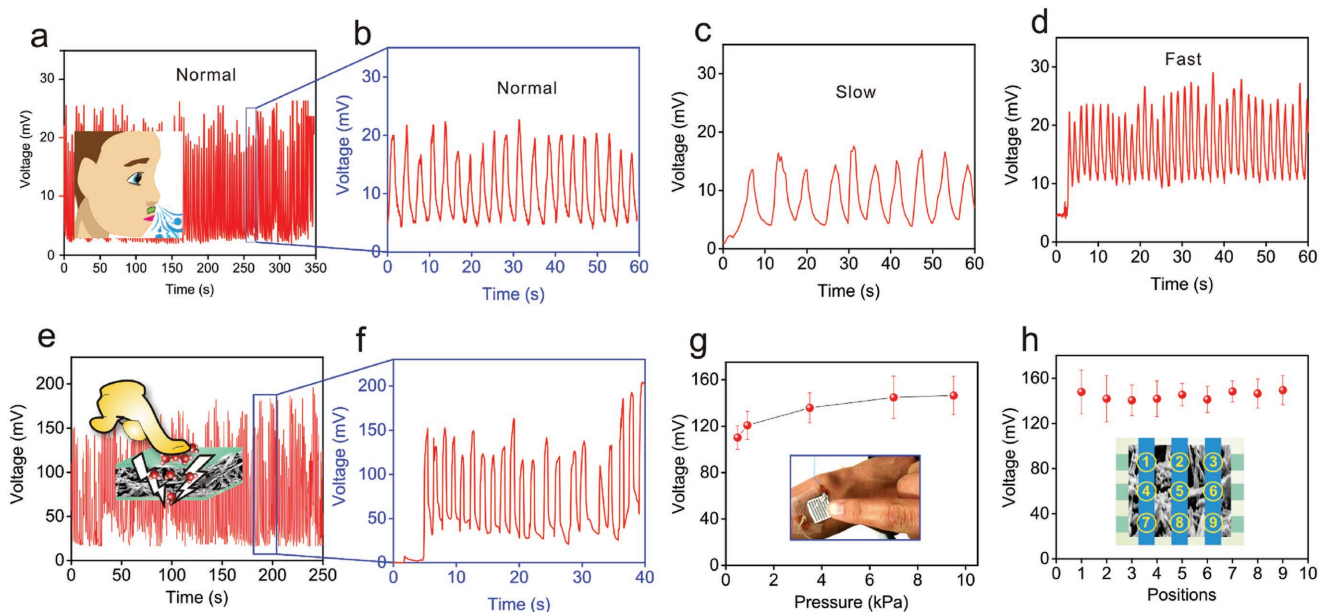 a
Normal
Voltage (mV)
30
20
10
0
0 50 100 150 200 250 300 350
Time (s)
b
Normal
Voltage (mV)
30
20
10
0
0 10 20 30 40 50 60
Time (s)
c
Slow
Voltage (mV)
30
20
10
0
0 10 20 30 40 50 60
Time (s)
d
Fast
Voltage (mV)
30
20
10
0
0 10 20 30 40 50 60
Time (s)
e
Voltage (mV)
200
150
100
50
0
0 50 100 150 200 250
Time (s)
f
Voltage (mV)
200
150
100
50
0
0 10 20 30 40
Time (s)
g
Voltage (mV)
160
120
80
40
0
0 2 4 6 8 10
Pressure (kPa)
h
Voltage (mV)
160
120
80
40
0
1 2 3
4 5 6
7 8 9
0 1 2 3 4 5 6 7 8 9 10
Positions